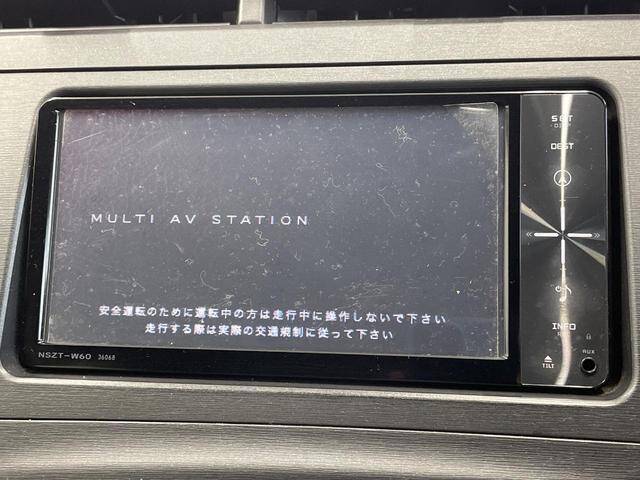 SET
DISP
DEST
MULTI AV STATION
安全運転のために運転中の方は走行中に操作しないで下さい
走行する際は実際の交通規制に従って下さい
INFO
NSZT-W60 36068
TILT
AUX